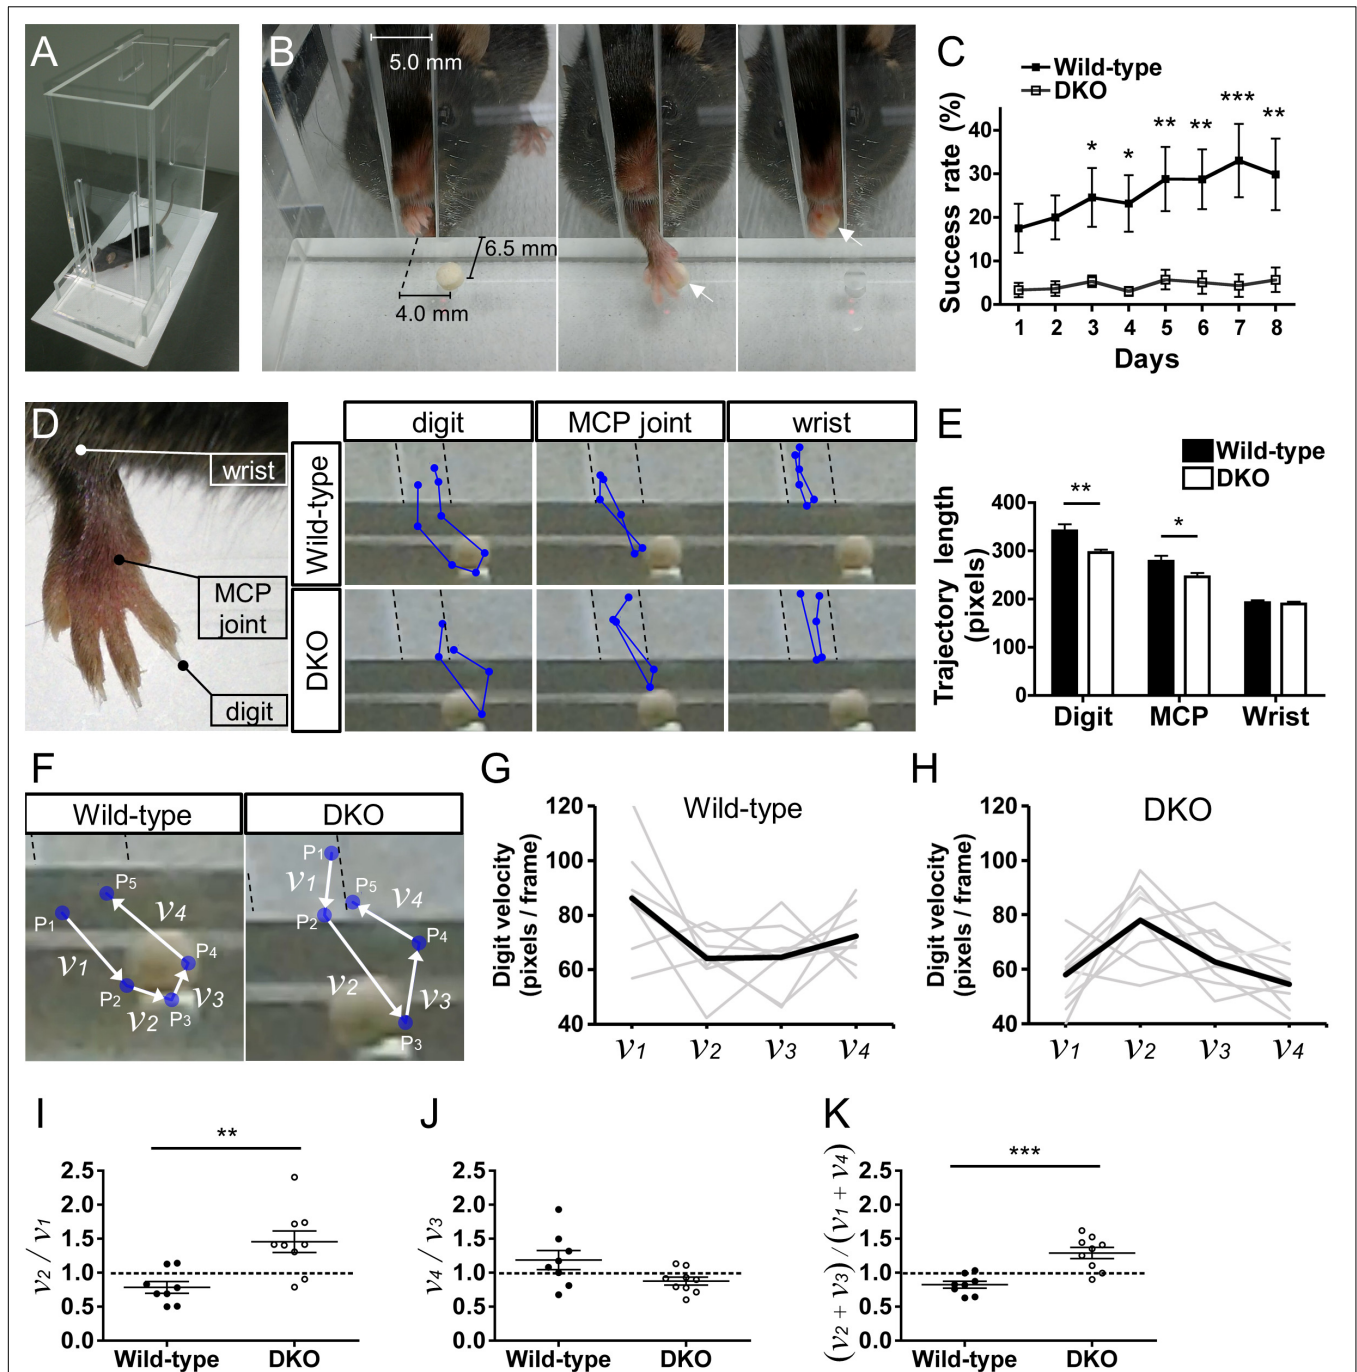 A
B
5.0 mm
6.5 mm
4.0 mm
C
Wild-type
DKO
Success rate (%)
* * ** ** *** **
40
30
20
10
0
1 2 3 4 5 6 7 8
Days
D
wrist
MCP
joint
digit
digit MCP joint wrist
Wild-type
DKO
E
Wild-type
DKO
Trajectory length
(pixels)
** *
400
300
200
100
0
Digit MCP Wrist
F
Wild-type DKO
P1
P2
P3
P4
P5
v1
v2
v3
v4
P1
P2
P3
P4
P5
v1
v2
v3
v4
G
Wild-type
Digit velocity
(pixels / frame)
120
100
80
60
40
v1 v2 v3 v4
H
DKO
Digit velocity
(pixels / frame)
120
100
80
60
40
v1 v2 v3 v4
I
**
v2 / v1
2.5
2.0
1.5
1.0
0.5
0.0
Wild-type DKO
J
v4 / v3
2.5
2.0
1.5
1.0
0.5
0.0
Wild-type DKO
K
***
(v2 + v3) / (v1 + v4)
2.5
2.0
1.5
1.0
0.5
0.0
Wild-type DKO